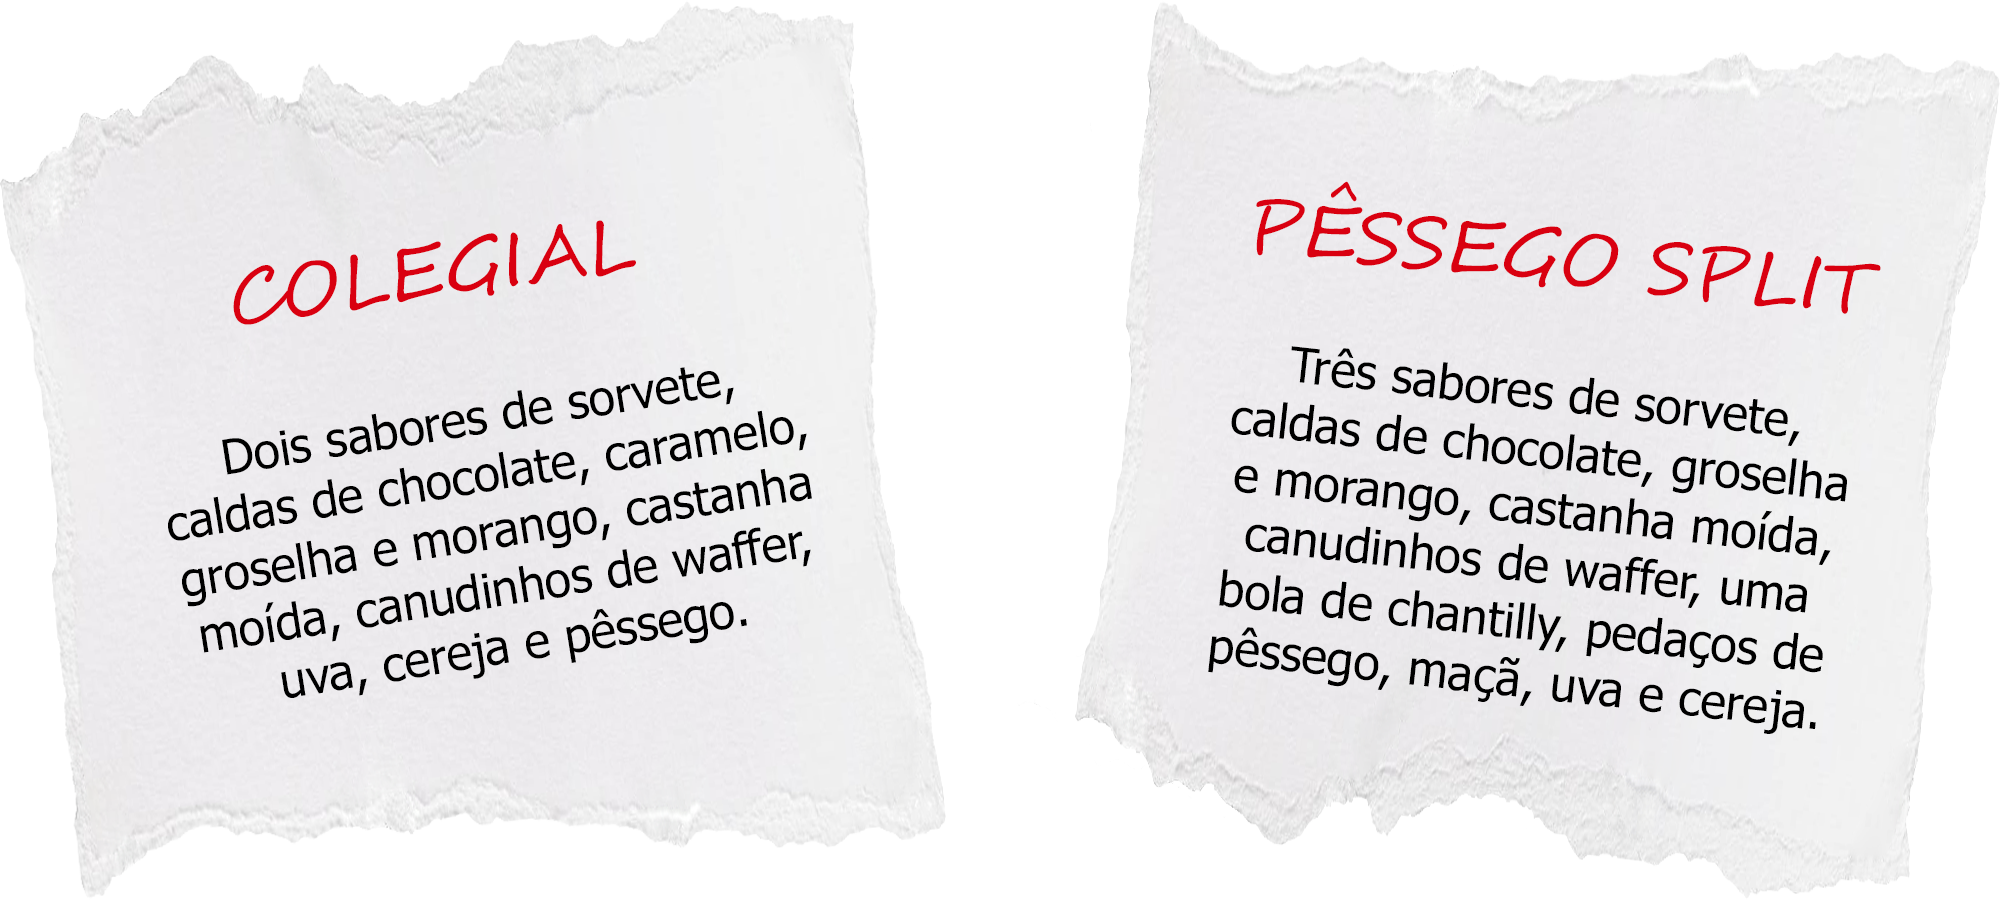 COLEGIAL
Dois sabores de sorvete,
caldas de chocolate, caramelo,
groselha e morango, castanha
moída, canudinhos de waffer,
uva, cereja e pêssego.
PÊSSEGO SPLIT
Três sabores de sorvete,
caldas de chocolate, groselha
e morango, castanha moída,
canudinhos de waffer, uma
bola de chantilly, pedaços de
pêssego, maçã, uva e cereja.